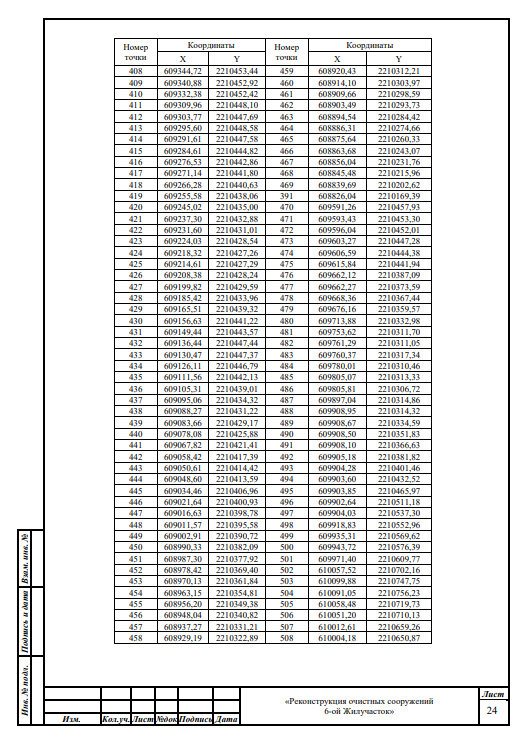 Номер точки Координаты Номер точки Координаты
X Y X Y
408 609344,72 2210453,44 459 608920,43 2210312,21
409 609340,88 2210452,92 460 608914,10 2210303,97
410 609332,38 2210452,42 461 608909,66 2210298,59
411 609309,96 2210448,10 462 608903,49 2210293,73
412 609303,77 2210447,69 463 608894,54 2210284,42
413 609295,60 2210448,58 464 608886,31 2210274,66
414 609291,61 2210447,58 465 608875,64 2210260,33
415 609284,61 2210444,82 466 608863,68 2210243,07
416 609276,53 2210442,86 467 608856,04 2210231,76
417 609271,14 2210441,80 468 608845,48 2210215,96
418 609266,28 2210440,63 469 608839,69 2210202,62
419 609255,58 2210438,06 391 608826,04 2210169,39
420 609245,02 2210435,00 470 609591,26 2210457,93
421 609237,30 2210432,88 471 609593,43 2210453,30
422 609231,60 2210431,01 472 609596,04 2210452,01
423 609224,03 2210428,54 473 609603,27 2210447,28
424 609218,32 2210427,26 474 609606,59 2210444,38
425 609214,61 2210427,29 475 609615,84 2210441,94
426 609208,38 2210428,24 476 609662,12 2210387,09
427 609199,82 2210429,59 477 609662,27 2210373,59
428 609185,42 2210433,96 478 609668,36 2210367,44
429 609165,51 2210439,32 479 609676,16 2210359,57
430 609156,63 2210441,22 480 609713,88 2210332,98
431 609149,44 2210443,57 481 609753,62 2210311,70
432 609136,44 2210447,44 482 609761,29 2210311,05
433 609130,47 2210447,37 483 609760,37 2210317,34
434 609126,11 2210446,79 484 609780,01 2210310,46
435 609111,56 2210442,13 485 609805,07 2210313,33
436 609105,31 2210439,01 486 609805,81 2210306,72
437 609095,06 2210434,32 487 609897,04 2210314,86
438 609088,27 2210431,22 488 609908,95 2210314,32
439 609083,66 2210429,17 489 609908,67 2210334,59
440 609078,08 2210425,88 490 609908,50 2210351,83
441 609067,82 2210421,41 491 609908,10 2210366,63
442 609058,42 2210417,39 492 609905,18 2210381,82
443 609050,61 2210414,42 493 609904,28 2210401,46
444 609048,60 2210413,59 494 609903,60 2210432,52
445 609034,46 2210406,96 495 609903,85 2210465,97
446 609021,64 2210400,93 496 609902,64 2210511,18
447 609016,63 2210398,78 497 609904,03 2210537,30
448 609011,57 2210395,58 498 609918,83 2210552,96
449 609002,91 2210390,72 499 609935,31 2210569,62
450 608990,33 2210382,09 500 609943,72 2210576,39
451 608987,30 2210377,92 501 609971,40 2210609,77
452 608978,42 2210369,40 502 610057,52 2210702,16
453 608970,13 2210361,84 503 610099,88 2210747,75
454 608963,15 2210354,81 504 610091,05 2210756,23
455 608956,20 2210349,38 505 610058,48 2210719,73
456 608948,04 2210340,82 506 610051,20 2210710,13
457 608937,27 2210331,21 507 610012,61 2210659,26
458 608929,19 2210322,89 508 610004,18 2210650,87
Взам. инв. №
Подпись и дата
Инв. № подл.
Изм. Кол.уч. Лист №док Подпись Дата
«Реконструкция очистных сооружений
6-ой Жилучасток»
Лист
24